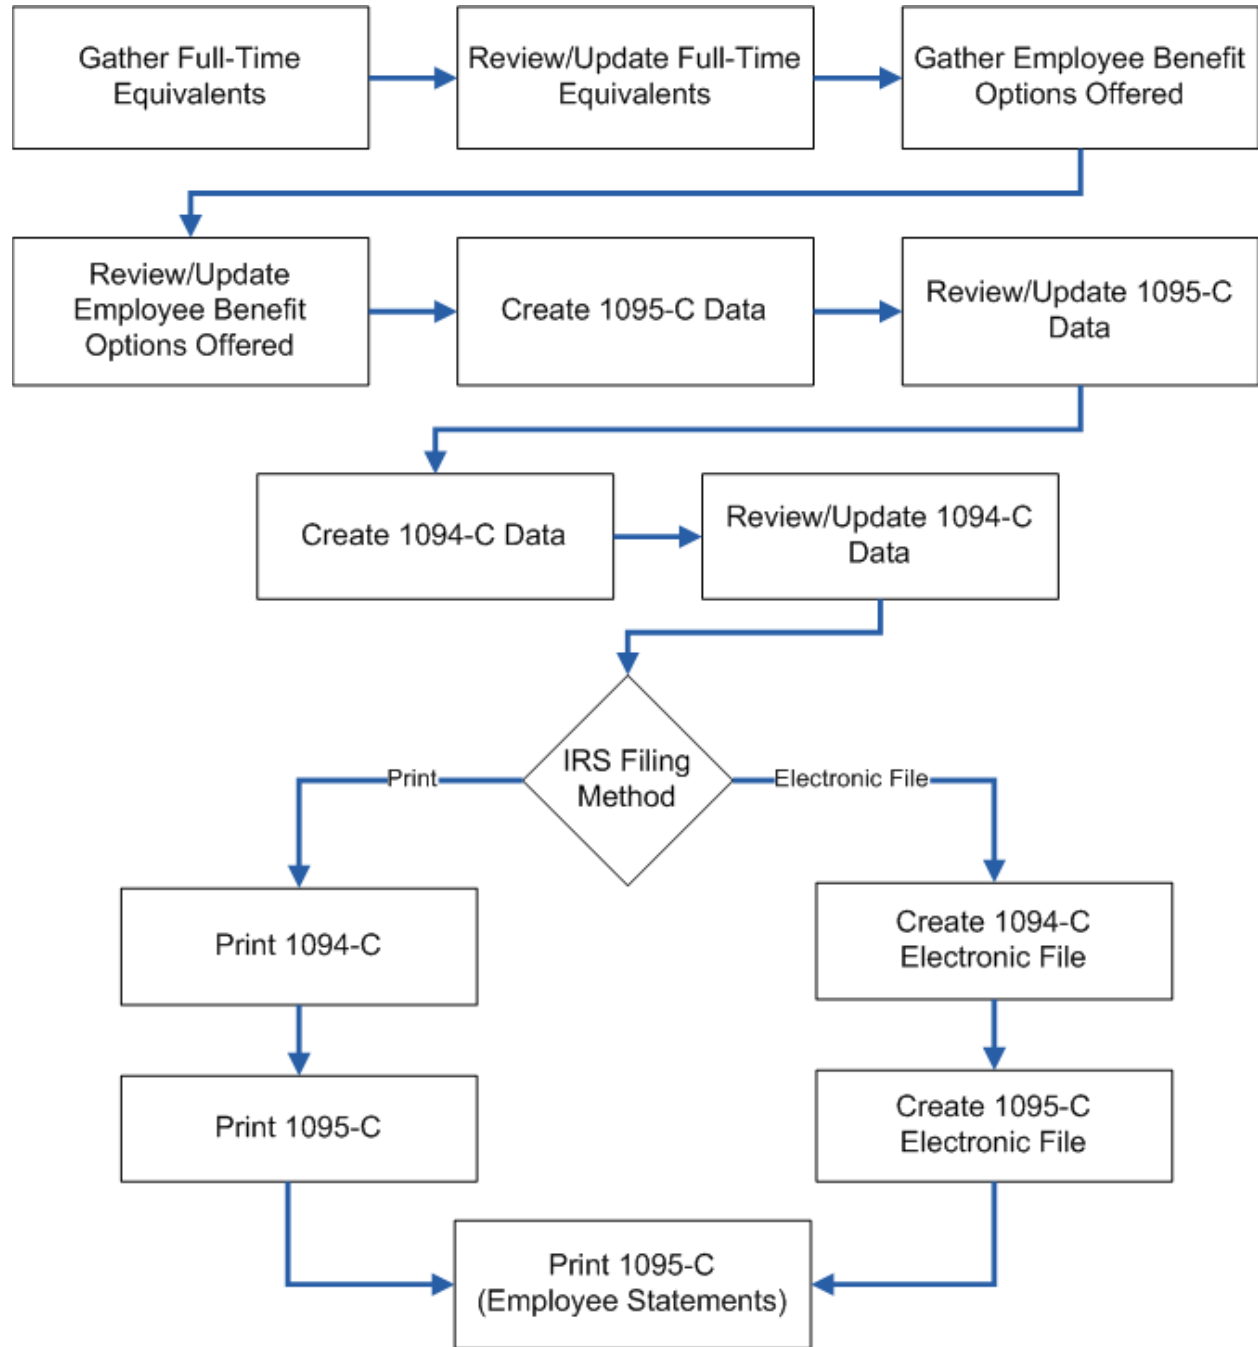 Gather Full-Time
Equivalents
Review/Update Full-Time
Equivalents
Gather Employee Benefit
Options Offered
Review/Update
Employee Benefit
Options Offered
Create 1095-C Data
Review/Update 1095-C
Data
Create 1094-C Data
Review/Update 1094-C
Data
IRS Filing
Method
Print
Electronic File
Print 1094-C
Create 1094-C
Electronic File
Print 1095-C
Create 1095-C
Electronic File
Print 1095-C
(Employee Statements)